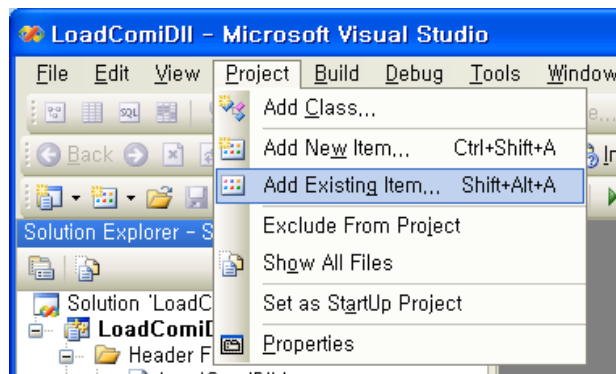 LoadComiDll - Microsoft Visual Studio
File Edit View Project Build Debug Tools Window
Add Class...
SQL
Add New Item... Ctrl+Shift+A
Back
Add Existing Item... Shift+Alt+A
Solution Explorer - S
Exclude From Project
Show All Files
Solution 'LoadC
Set as StartUp Project
LoadComiD
Properties
Header F